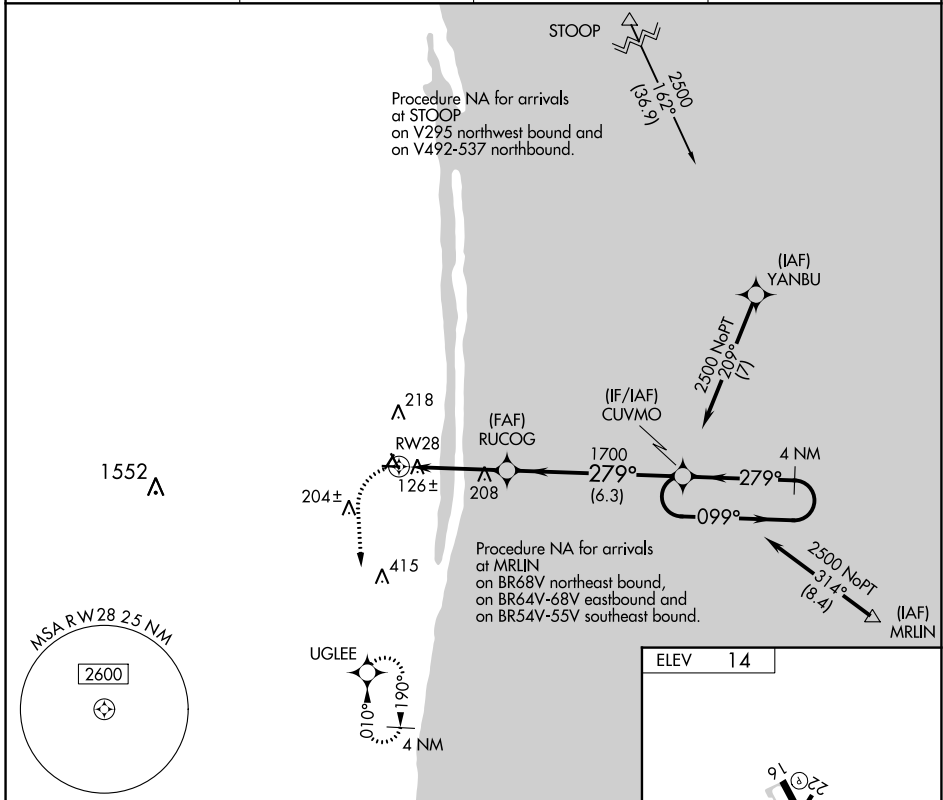 STOOP
2500
162°
(36.9)
Procedure NA for arrivals
at STOOP
on V295 northwest bound and
on V492-537 northbound.
(IAF)
YANBU
2500 NoPT
209°
(7)
(IF/IAF)
CUVMO
(FAF)
RUCOG
218
RW28
1700
279°
(6.3)
4 NM
279°
099°
1552
204±
126±
208
415
Procedure NA for arrivals
at MRLIN
on BR68V northeast bound,
on BR64V-68V eastbound and
on BR54V-55V southeast bound.
2500 NoPT
314°
(8.4)
(IAF)
MRLIN
MSA RW28 25 NM
2600
UGLEE
010°
190°
4 NM
ELEV 14
16
22
P